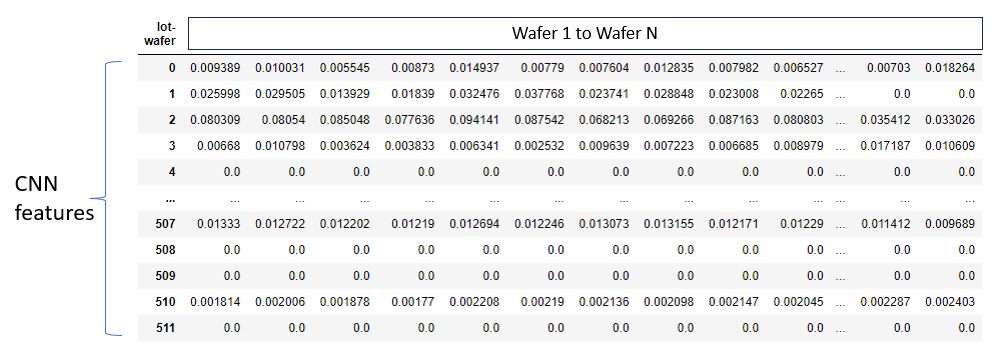 lot-
wafer
Wafer 1 to Wafer N
0 0.009389 0.010031 0.005545 0.00873 0.014937 0.00779 0.007604 0.012835 0.007982 0.006527 ... 0.00703 0.018264
1 0.025998 0.029505 0.013929 0.01839 0.032476 0.037768 0.023741 0.028848 0.023008 0.02265 ... 0.0 0.0
2 0.080309 0.08054 0.085048 0.077636 0.094141 0.087542 0.068213 0.069266 0.087163 0.080803 ... 0.035412 0.033026
3 0.00668 0.010798 0.003624 0.003833 0.006341 0.002532 0.009639 0.007223 0.006685 0.008979 ... 0.017187 0.010609
4 0.0 0.0 0.0 0.0 0.0 0.0 0.0 0.0 0.0 0.0 ... 0.0 0.0
... ... ... ... ... ... ... ... ... ... ... ... ... ...
CNN
features
507 0.01333 0.012722 0.012202 0.01219 0.012694 0.012246 0.013073 0.013155 0.012171 0.01229 ... 0.011412 0.009689
508 0.0 0.0 0.0 0.0 0.0 0.0 0.0 0.0 0.0 0.0 ... 0.0 0.0
509 0.0 0.0 0.0 0.0 0.0 0.0 0.0 0.0 0.0 0.0 ... 0.0 0.0
510 0.001814 0.002006 0.001878 0.00177 0.002208 0.00219 0.002136 0.002098 0.002147 0.002045 ... 0.002287 0.002403
511 0.0 0.0 0.0 0.0 0.0 0.0 0.0 0.0 0.0 0.0 ... 0.0 0.0